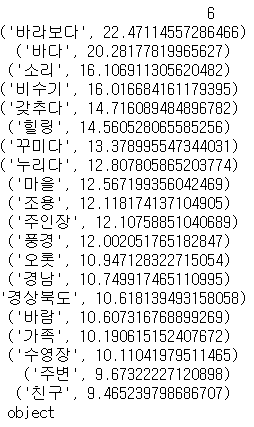 6
('바라보다', 22.47114557286466)
('바다', 20.28177819965627)
('소리', 16.106911305620482)
('비수기', 16.016684161179395)
('갖추다', 14.716089484896782)
('힐링', 14.560528065585256)
('꾸미다', 13.378995547344031)
('누리다', 12.807805865203774)
('마을', 12.567199356042469)
('조용', 12.118174137104905)
('주인장', 12.10758851040689)
('풍경', 12.002051765182847)
('오롯', 10.947128322715054)
('경남', 10.749917465110995)
'경상북도', 10.618139493158058)
('바람', 10.607316768899269)
('가족', 10.190615152407672)
('수영장', 10.11041979511465)
('주변', 9.67322227120898)
('친구', 9.465239798686707)
object